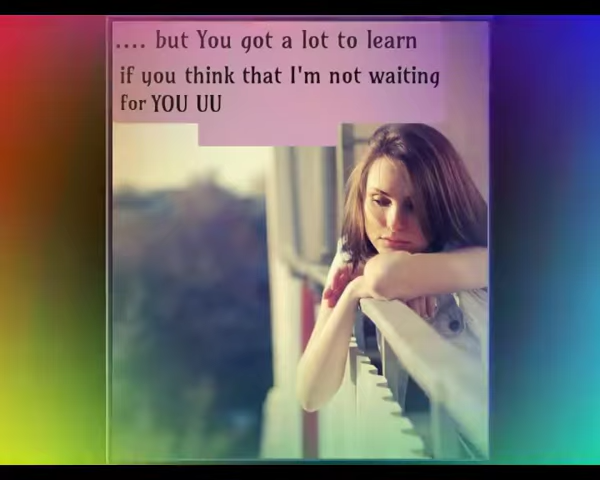 .... but You got a lot to learn
if you think that I'm not waiting
for YOU UU